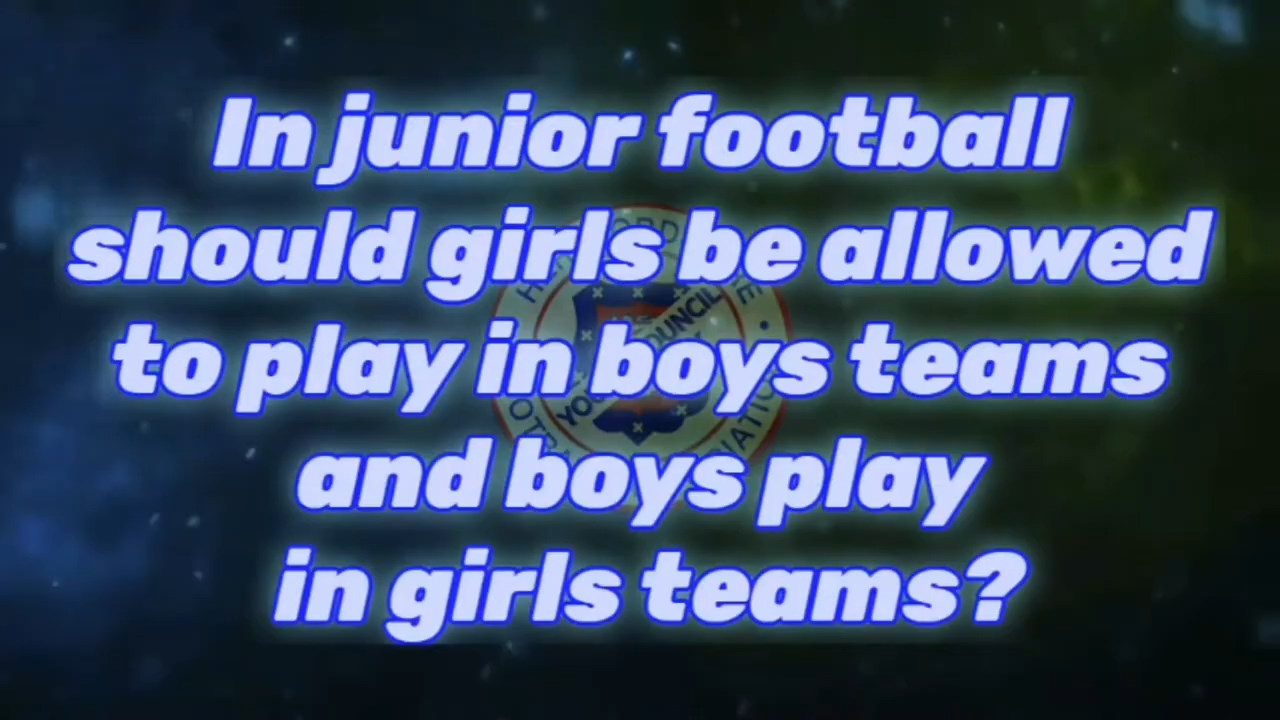 In junior football
should girls be allowed
to play in boys teams
and boys play
in girls teams?